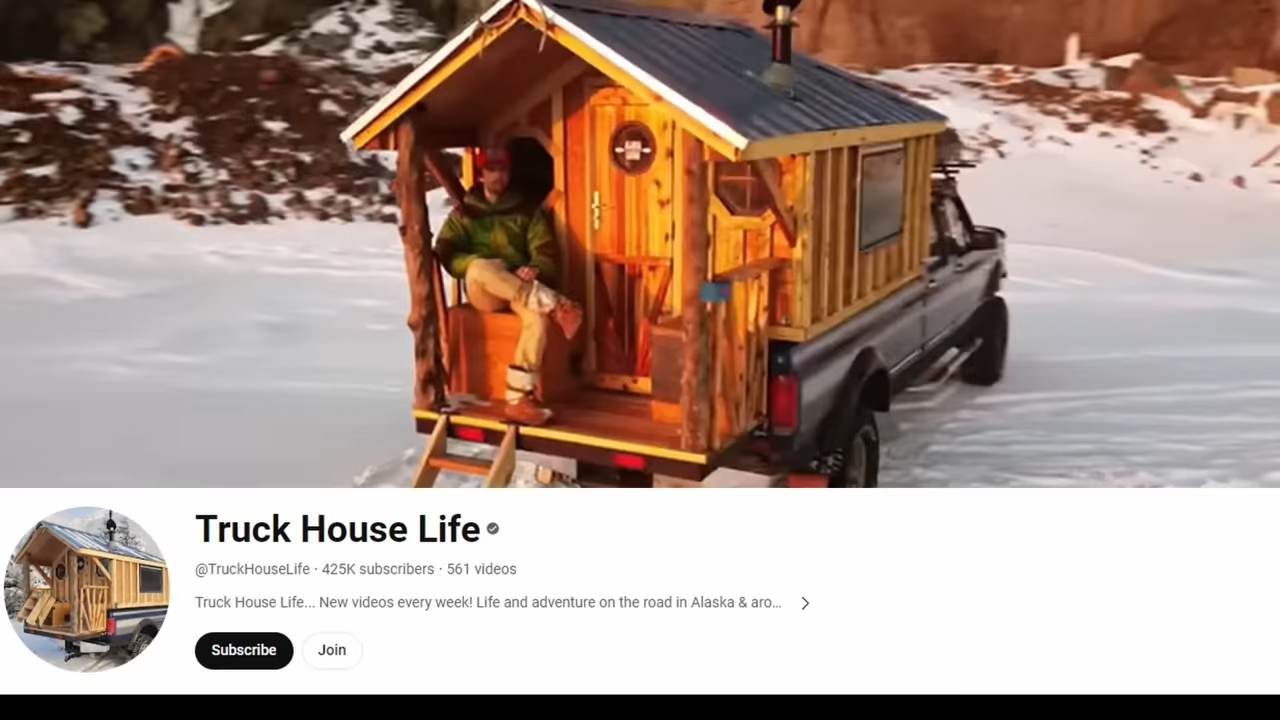 Truck House Life
@TruckHouseLife · 425K subscribers · 561 videos
Truck House Life... New videos every week! Life and adventure on the road in Alaska & aro...
Subscribe
Join